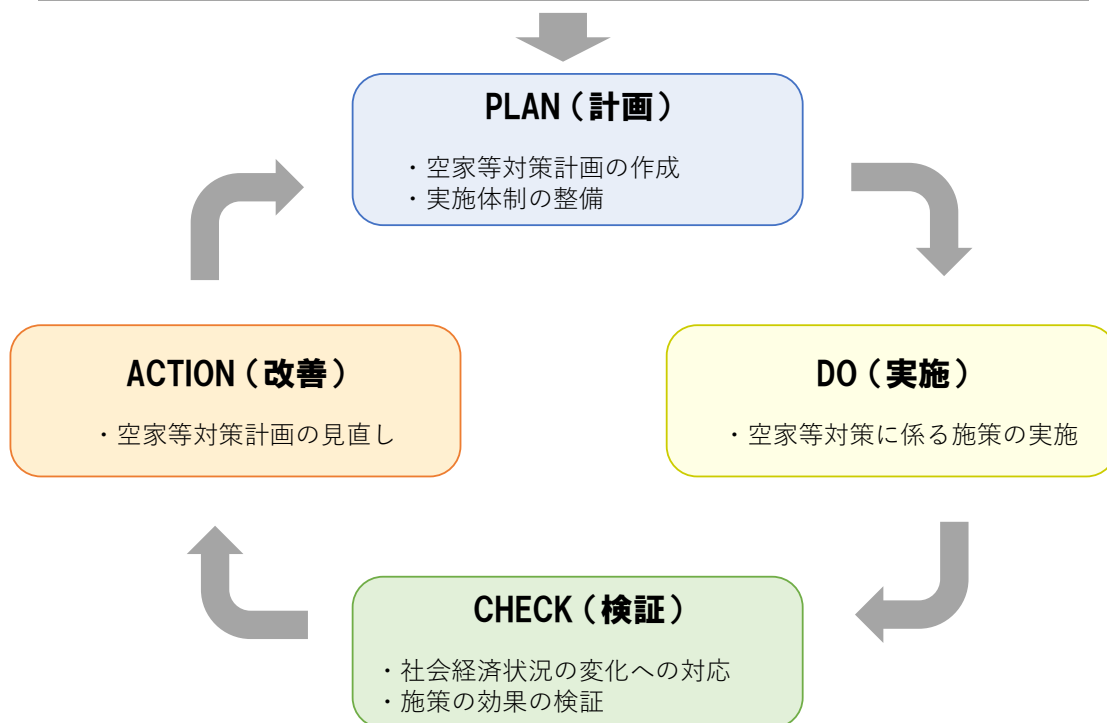 PLAN（計画）
・空家等対策計画の作成
・実施体制の整備
ACTION（改善）
・空家等対策計画の見直し
DO（実施）
・空家等対策に係る施策の実施
CHECK（検証）
・社会経済状況の変化への対応
・施策の効果の検証